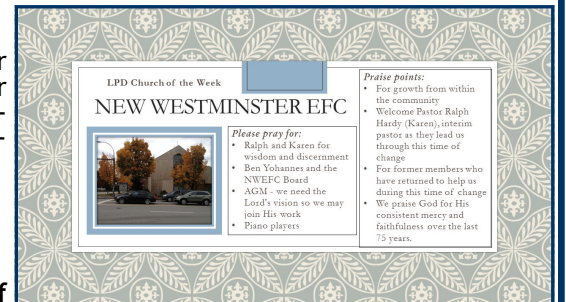 r
r
-
-
f
LPD Church of the Week
NEW WESTMINSTER EFC
Please pray for:
• Ralph and Karen for
wisdom and discernment
• Ben Yohannes and the
NWEFC Board
• AGM - we need the
Lord's vision so we may
join His work
• Piano players
Praise points:
• For growth from within
the community
• Welcome Pastor Ralph
Hardy (Karen), interim
pastor as they lead us
through this time of
change
• For former members who
have returned to help us
during this time of change
• We praise God for His
consistent mercy and
faithfulness over the last
75 years.